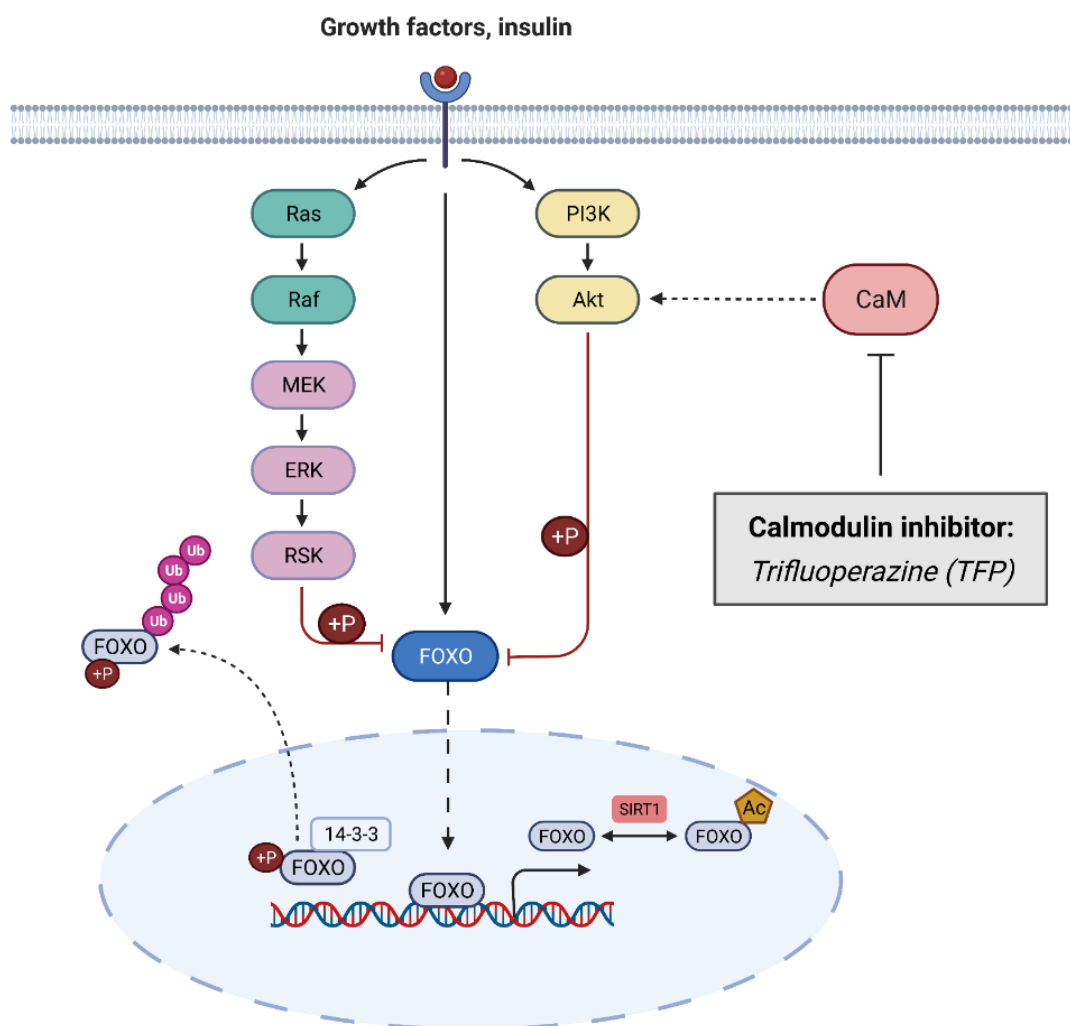 Growth factors, insulin
Ras
PI3K
Raf
Akt
CaM
MEK
ERK
Calmodulin inhibitor:
Trifluoperazine (TFP)
RSK
+P
+P
Ub
Ub
Ub
Ub
FOXO
+P
FOXO
SIRT1
Ac
FOXO
FOXO
14-3-3
+P
FOXO
FOXO